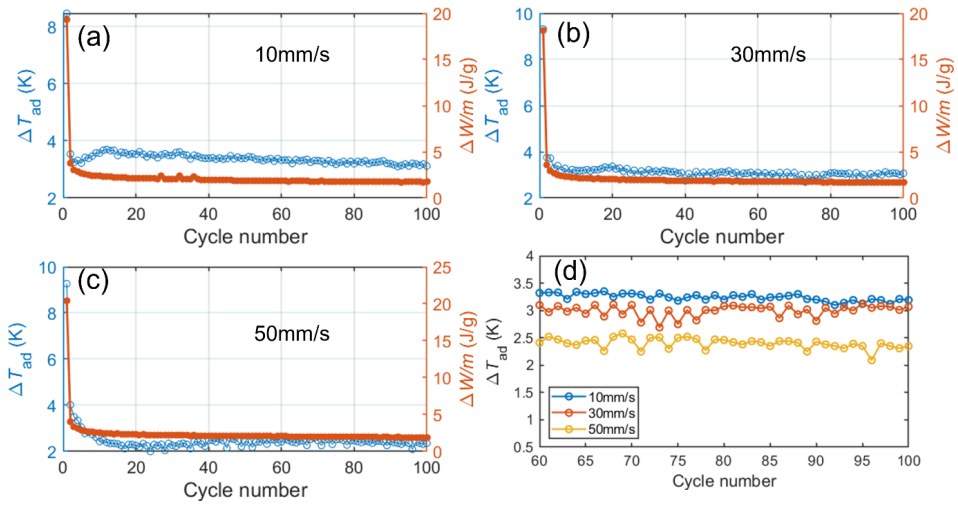 (a)
10mm/s
8
6
4
2
20
15
10
5
0
0 20 40 60 80 100
Δ T_ad (K)
ΔW/m (J/g)
Cycle number
(b)
30mm/s
10
8
6
4
2
20
15
10
5
0
0 20 40 60 80 100
Δ T_ad (K)
ΔW/m (J/g)
Cycle number
(c)
50mm/s
10
8
6
4
2
25
20
15
10
5
0
0 20 40 60 80 100
Δ T_ad (K)
ΔW/m (J/g)
Cycle number
(d)
4
3.5
3
2.5
2
1.5
1
0.5
60 65 70 75 80 85 90 95 100
Δ T_ad (K)
Cycle number
10mm/s
30mm/s
50mm/s